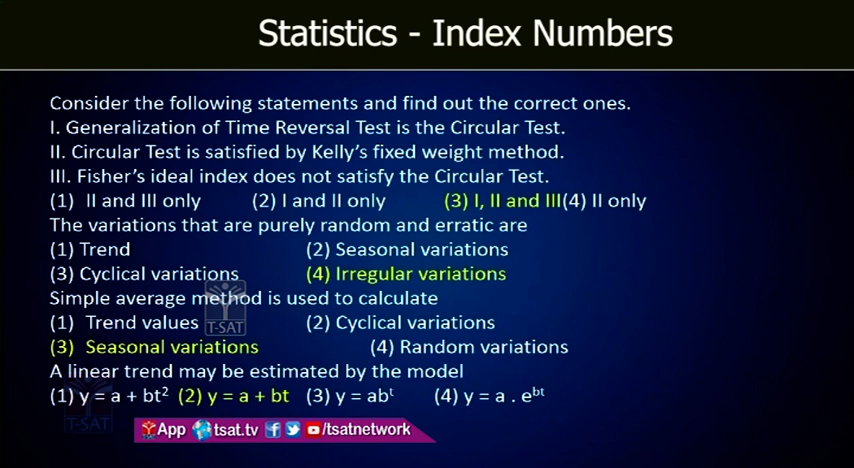 Statistics - Index Numbers
Consider the following statements and find out the correct ones.
I. Generalization of Time Reversal Test is the Circular Test.
II. Circular Test is satisfied by Kelly's fixed weight method.
III. Fisher's ideal index does not satisfy the Circular Test.
(1) II and III only (2) I and II only (3) I, II and III(4) II only
The variations that are purely random and erratic are
(1) Trend (2) Seasonal variations
(3) Cyclical variations (4) Irregular variations
Simple average method is used to calculate
(1) Trend values (2) Cyclical variations
(3) Seasonal variations (4) Random variations
A linear trend may be estimated by the model
(1) y = a + bt² (2) y = a + bt (3) y = abᵗ (4) y = a . eᵇᵗ
T-SAT
T-SAT
App tsat.tv /tsatnetwork